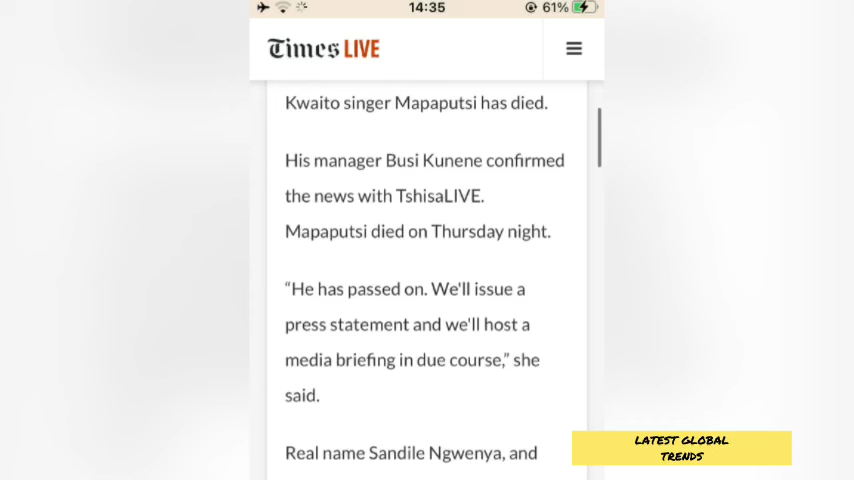 14:35
61%
Times LIVE
Kwaito singer Mapaputsi has died.
His manager Busi Kunene confirmed
the news with TshisaLIVE.
Mapaputsi died on Thursday night.
“He has passed on. We'll issue a
press statement and we'll host a
media briefing in due course,” she
said.
Real name Sandile Ngwenya, and
LATEST GLOBAL
TRENDS